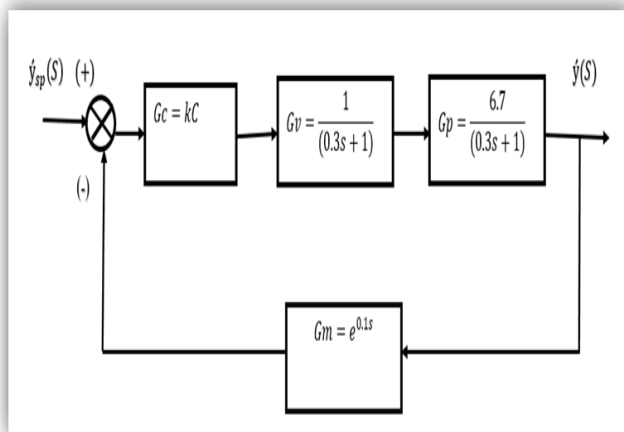 ẏsp(S) (+)
Gc = kC
Gv = 1/(0.3s + 1)
Gp = 6.7/(0.3s + 1)
ẏ(S)
(-)
Gm = e^0.1s